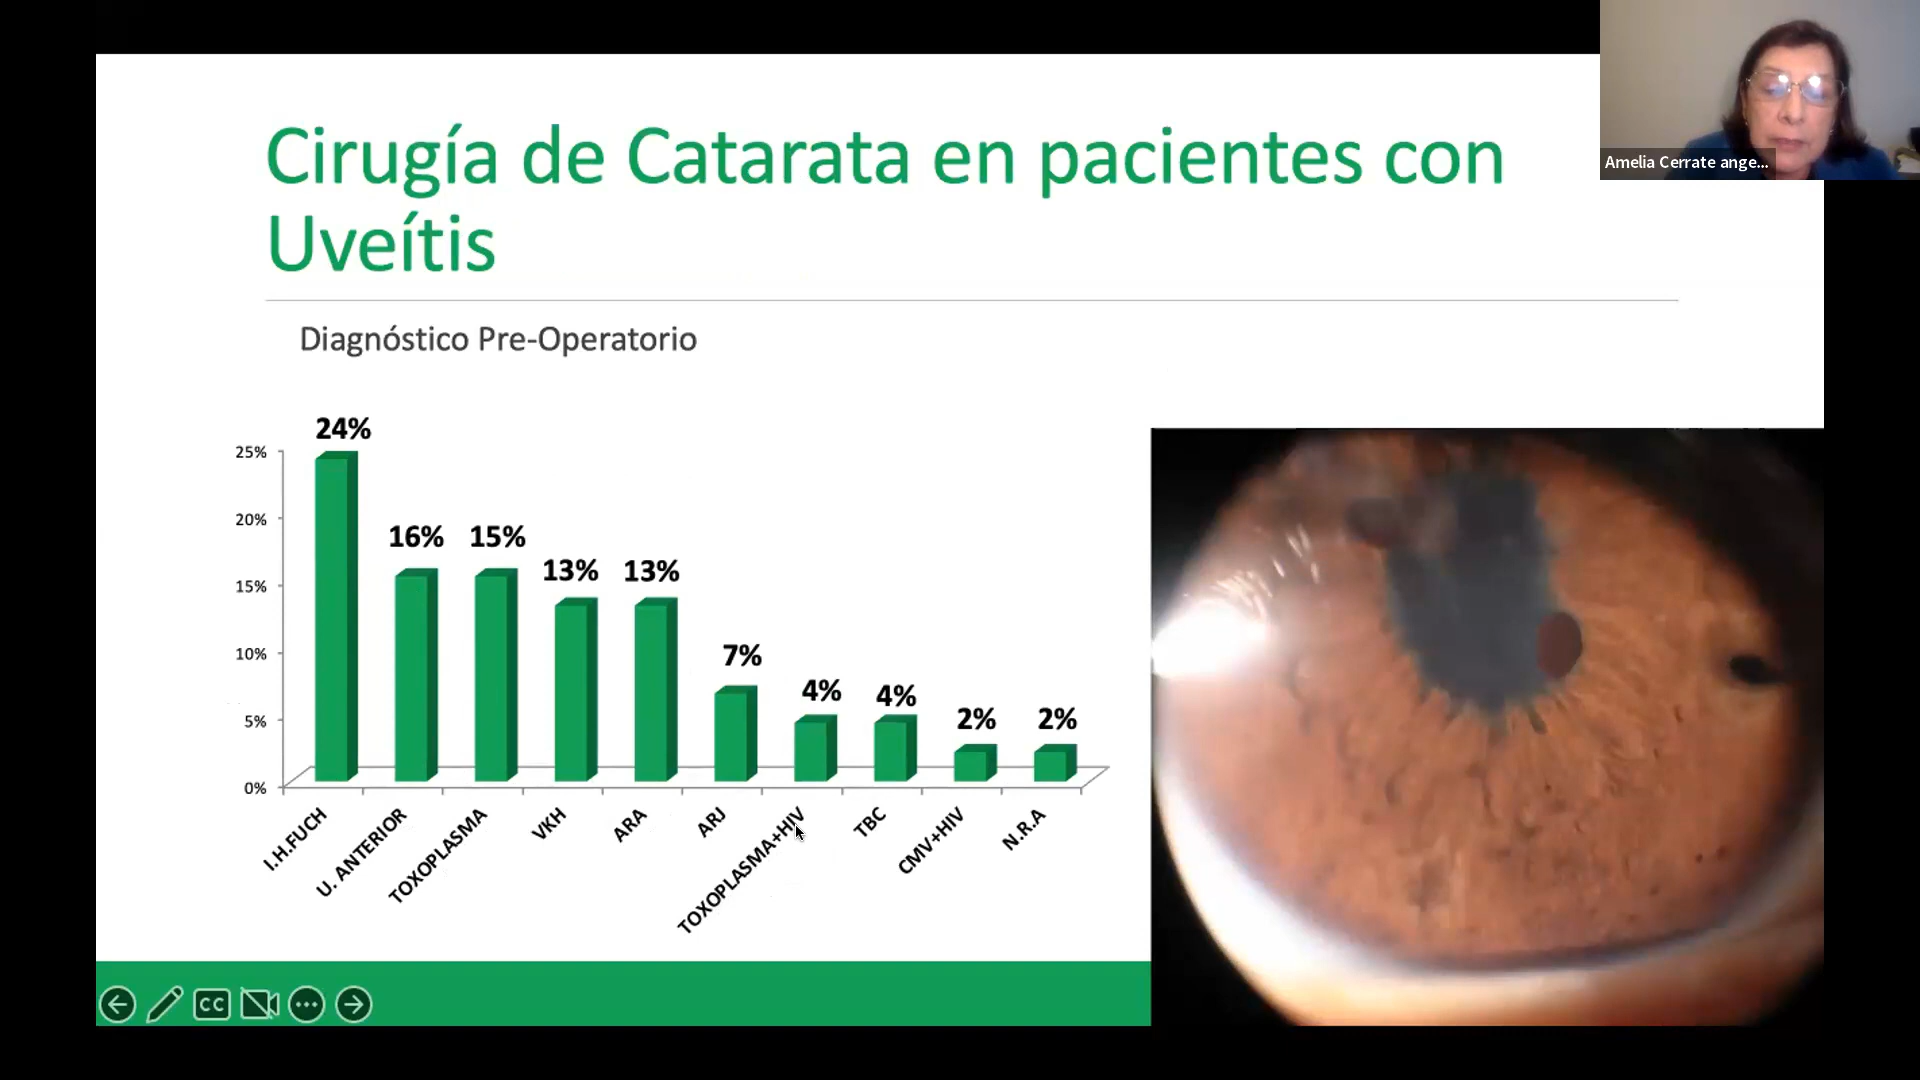 Cirugía de Catarata en pacientes con
Uveítis
Amelia Cerrate ange...
Diagnóstico Pre-Operatorio
24%
16%
15%
13%
13%
7%
4%
4%
2%
2%
25%
20%
15%
10%
5%
0%
I.H.FUCH
U. ANTERIOR
TOXOPLASMA
VKH
ARA
ARJ
TOXOPLASMA+HIV
TBC
CMV+HIV
N.R.A
CC